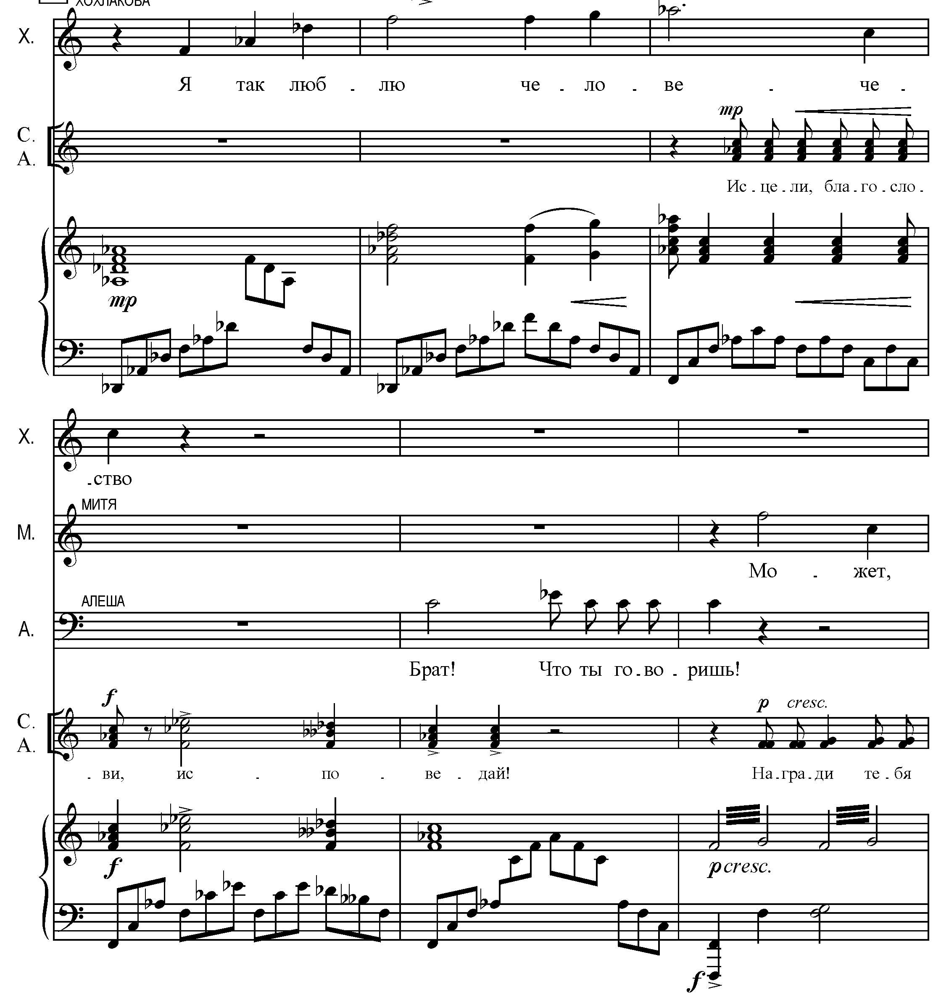 ХОХЛАКОВА
Х.
Я так люб - лю че - ло - ве - че -
mp
С.
А.
Ис - це - ли, бла - го - сло -
mp
Х.
- ство
МИТЯ
М.
Мо - жет,
АЛЕША
А.
Брат! Что ты го - во - ришь!
f p cresc.
С.
А.
- ви, ис - по - ве - дай! На - гра - ди те - бя
f p cresc.
f